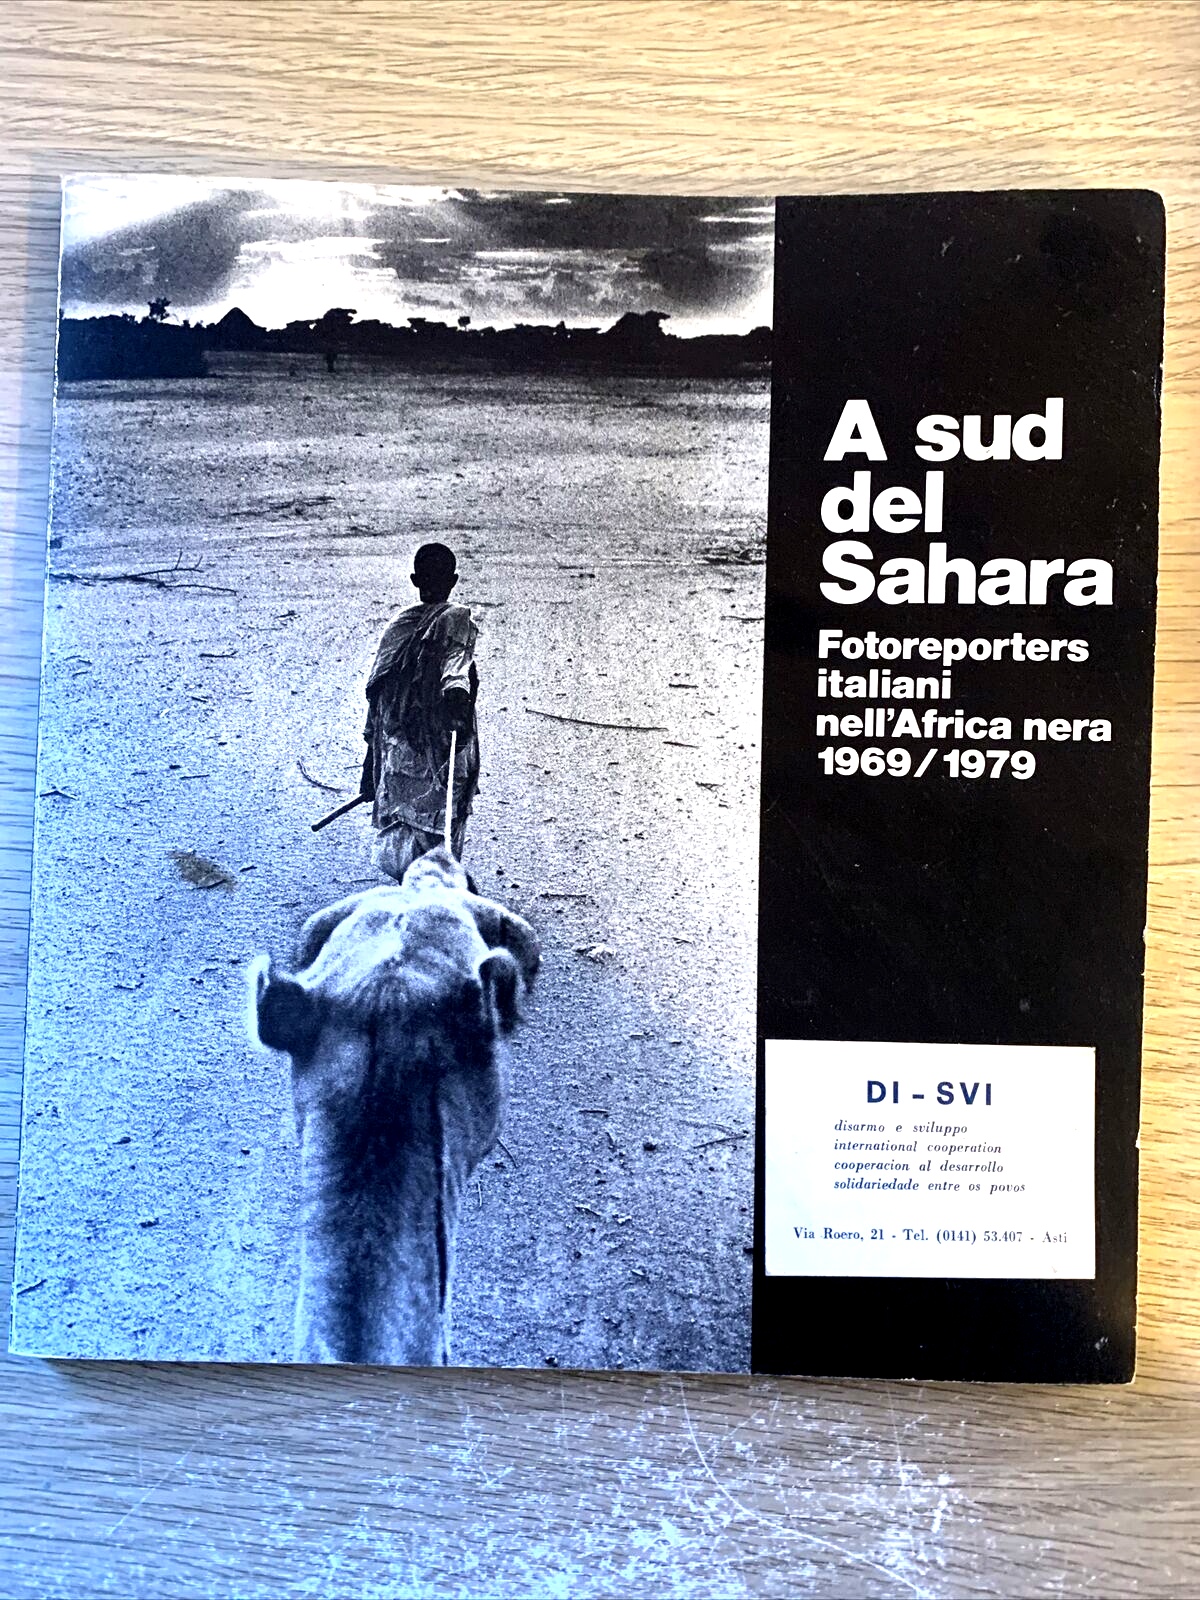 A sud
del
Sahara
Fotoreporters
italiani
nell'Africa nera
1969/1979
DI - SVI
disarmo e sviluppo
international cooperation
cooperacion al desarrollo
solidariedade entre os povos
Via Roero, 21 - Tel. (0141) 53.407 - Asti